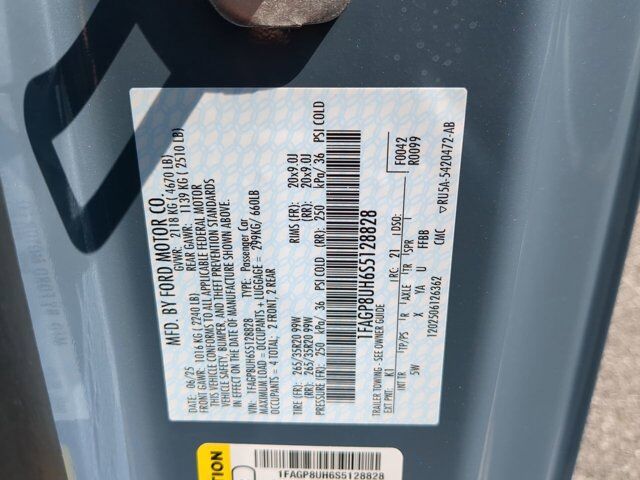 MFD. BY FORD MOTOR CO.
06/25 GVWR: 2118 KG ( 4670 LB)
FRONT GAWR: 1016 KG ( 2240 LB) REAR GAWR: 1139 KG ( 2510 LB)
THIS VEHICLE CONFORMS TO ALL APPLICABLE FEDERAL MOTOR
VEHICLE SAFETY, BUMPER, AND THEFT PREVENTION STANDARDS
IN EFFECT ON THE DATE OF MANUFACTURE SHOWN ABOVE.
VIN: 1FAGP8UH6S5128828 TYPE: Passenger Car
MAXIMUM LOAD = OCCUPANTS + LUGGAGE = 299KG/ 660LB
OCCUPANTS = 4 TOTAL: 2 FRONT, 2 REAR
TIRE (FR): 265/35R20 99W RIMS (FR): 20x9.0J
(RR): 265/35R20 99W (RR): 20x9.0J
PRESSURE (FR): 250 kPa/ 36 PSI COLD (RR): 250 kPa/ 36 PSI COLD
1FAGP8UH6S5128828
TRAILER TOWING - SEE OWNER GUIDE F0042
R0099
EXT PNT: K1 RC: 21 DSO:
INT TR TP/PS R AXLE TR SPR
5W I X YA U FFBB
120250612636​2 CMC ▽RU5A-5420472-AB
1FAGP8UH6S5128828